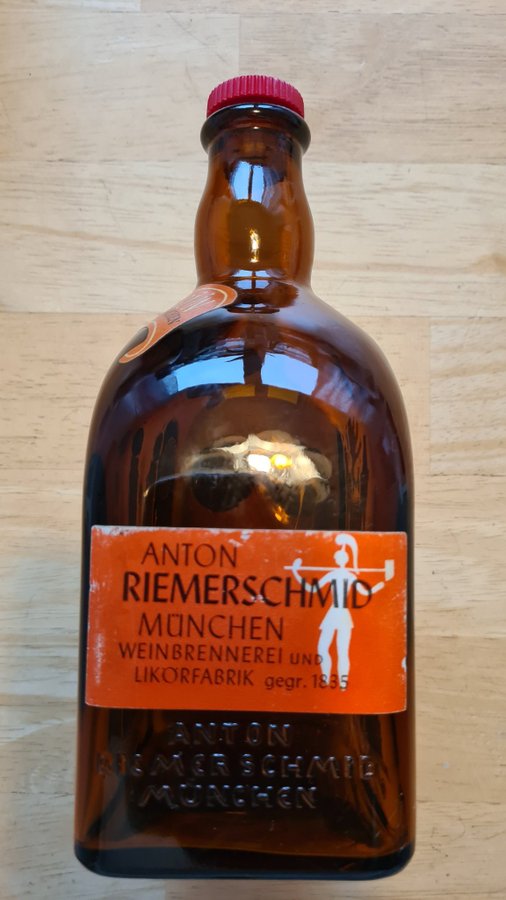 ANTON
RIEMERSCHMID
MÜNCHEN
WEINBRENNEREI UND
LIKÖRFABRIK gegr. 1835
ANTON
RIEMERSCHMID
MÜNCHEN